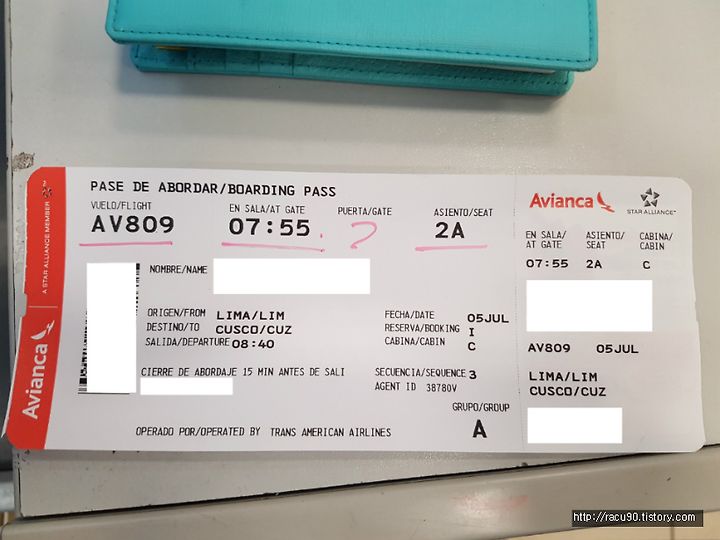 PASE DE ABORDAR/BOARDING PASS
VUELO/FLIGHT
AV809
EN SALA/AT GATE
07:55
PUERTA/GATE
?
ASIENTO/SEAT
2A
NOMBRE/NAME
ORIGEN/FROM LIMA/LIM
DESTINO/TO CUSCO/CUZ
SALIDA/DEPARTURE 08:40
FECHA/DATE 05JUL
RESERVA/BOOKING I
CABINA/CABIN C
CIERRE DE ABORDAJE 15 MIN ANTES DE SALI
SECUENCIA/SEQUENCE 3
AGENT ID 38780V
GRUPO/GROUP
A
OPERADO POR/OPERATED BY TRANS AMERICAN AIRLINES
Avianca
A STAR ALLIANCE MEMBER
Avianca
STAR ALLIANCE
EN SALA/AT GATE
07:55
ASIENTO/SEAT
2A
CABINA/CABIN
C
AV809 05JUL
LIMA/LIM
CUSCO/CUZ
http://racu90.tistory.com